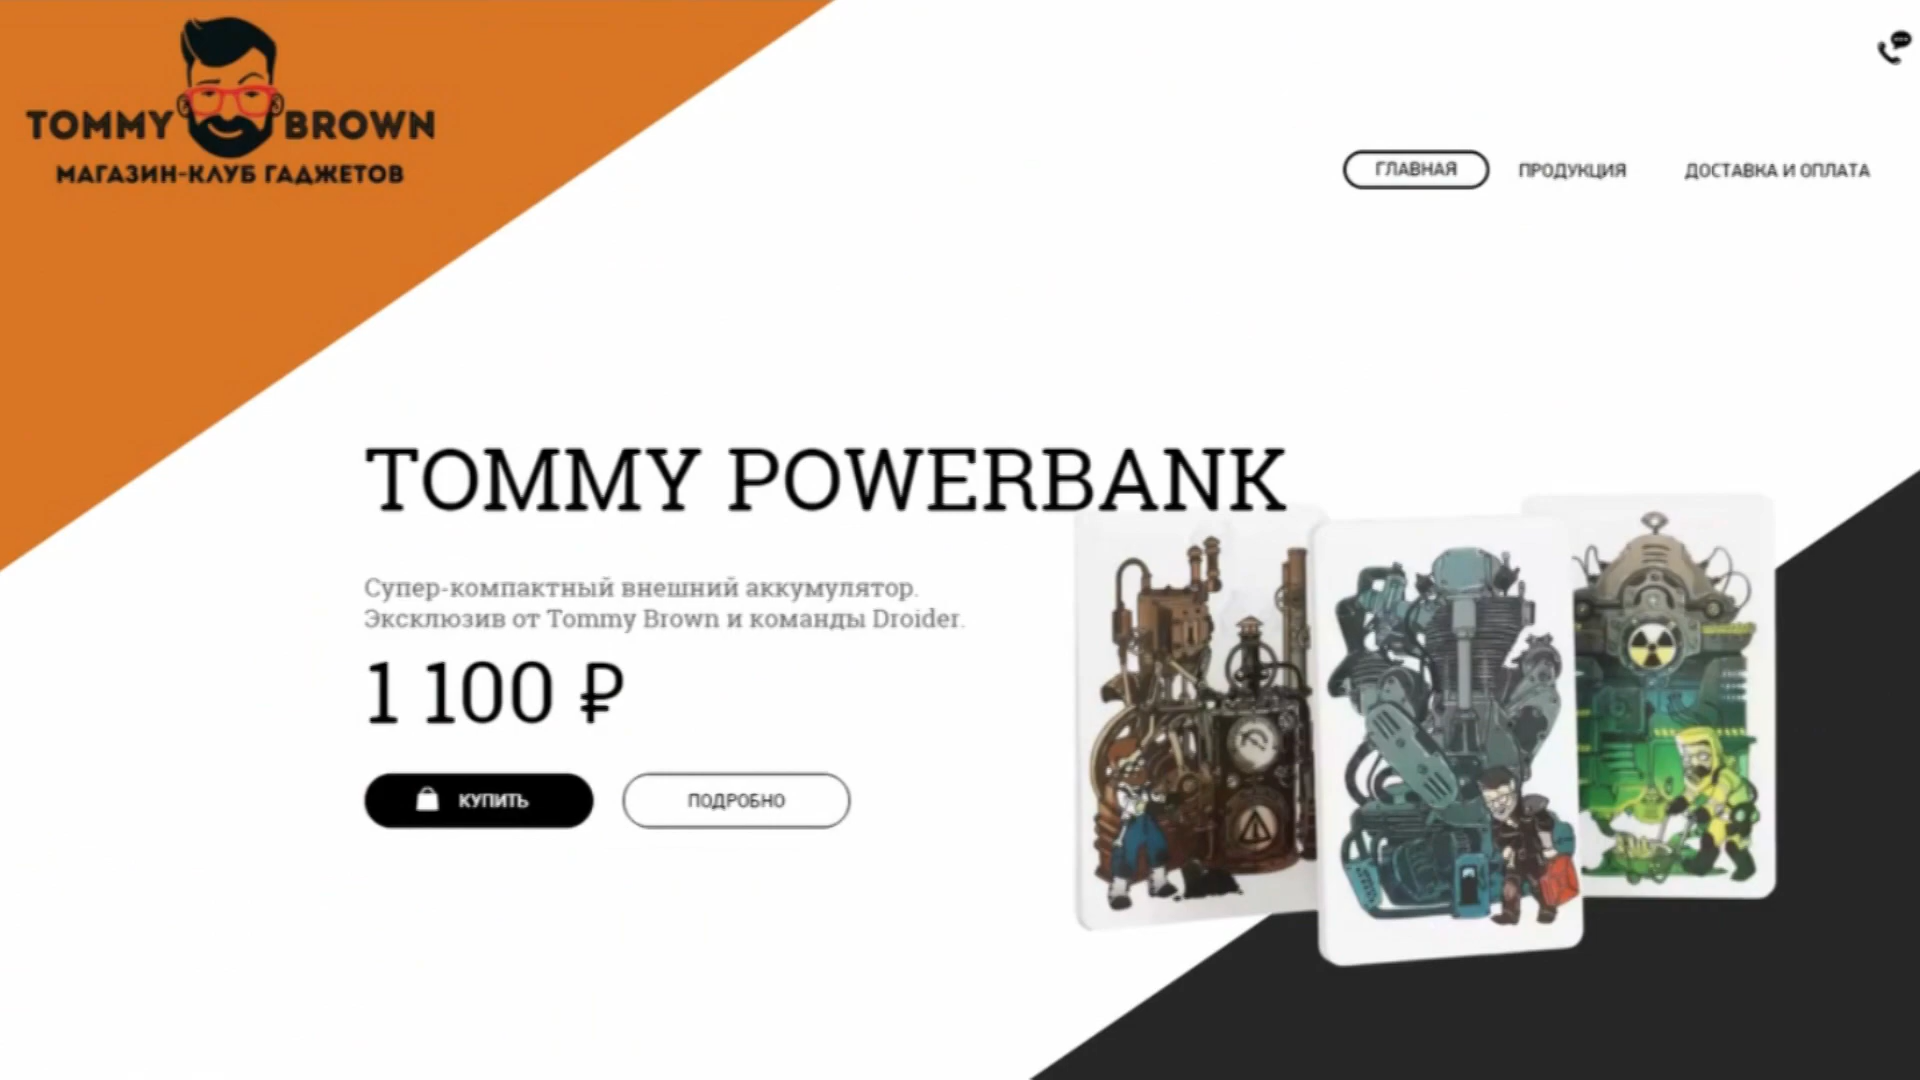 TOMMY BROWN
МАГАЗИН-КЛУБ ГАДЖЕТОВ
ГЛАВНАЯ ПРОДУКЦИЯ ДОСТАВКА И ОПЛАТА
TOMMY POWERBANK
Супер-компактный внешний аккумулятор.
Эксклюзив от Tommy Brown и команды Droider.
1 100 ₽
КУПИТЬ ПОДРОБНО